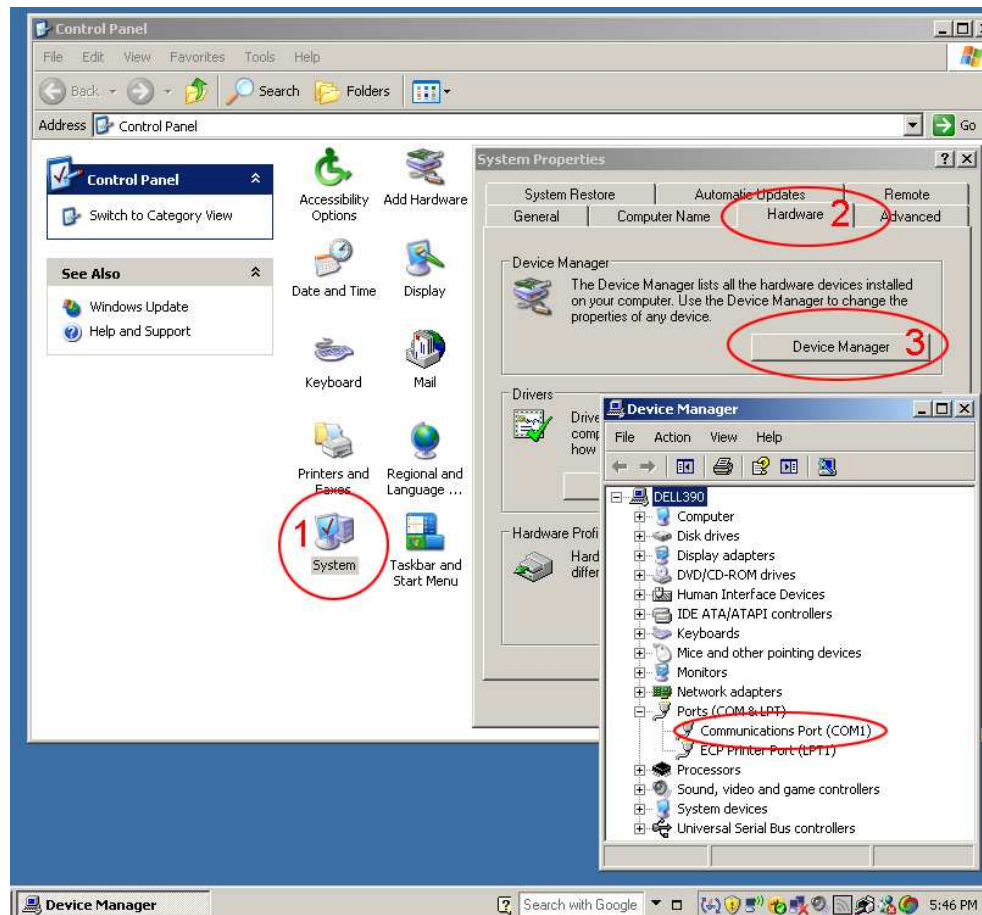 Control Panel
File Edit View Favorites Tools Help
Back Search Folders
Address Control Panel Go
Control Panel
Switch to Category View
See Also
Windows Update
Help and Support
Accessibility Options
Add Hardware
Date and Time
Display
Keyboard
Mail
Printers and Faxes
Regional and Language ...
1
System
Taskbar and Start Menu
System Properties
System Restore Automatic Updates Remote
General Computer Name Hardware 2 Advanced
Device Manager
The Device Manager lists all the hardware devices installed
on your computer. Use the Device Manager to change the
properties of any device.
Device Manager 3
Drivers
how
Hardware
Device Manager
File Action View Help
DELL390
Computer
Disk drives
Display adapters
DVD/CD-ROM drives
Human Interface Devices
IDE ATA/ATAPI controllers
Keyboards
Mice and other pointing devices
Monitors
Network adapters
Ports (COM & LPT)
Communications Port (COM1)
ECP Printer Port (LPT1)
Processors
Sound, video and game controllers
System devices
Universal Serial Bus controllers
Device Manager
Search with Google
5:46 PM